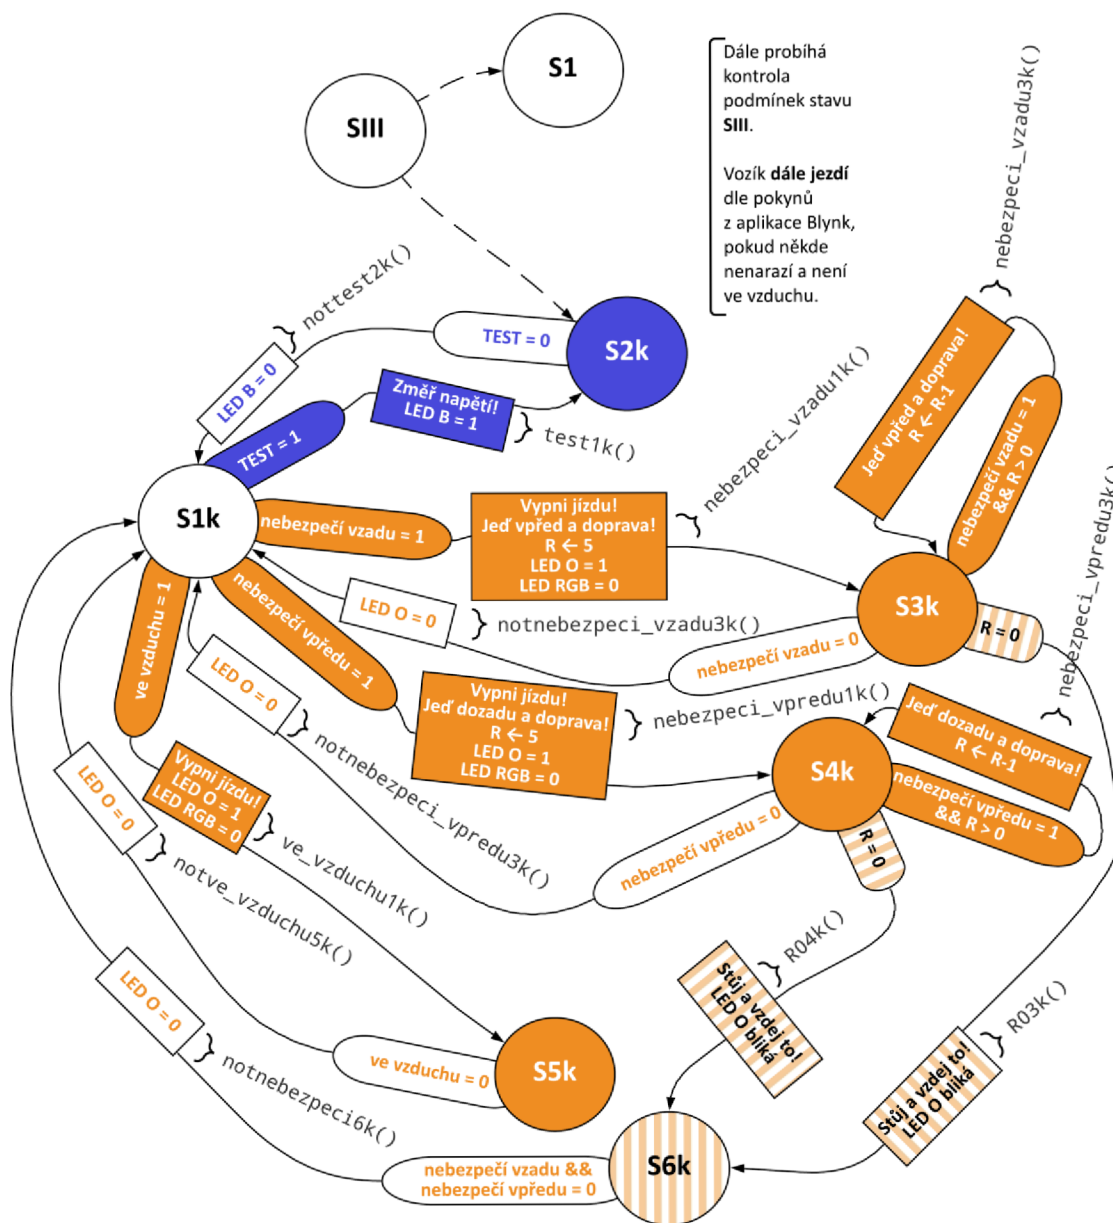 S1
SIII
Dále probíhá
kontrola
podmínek stavu
SIII.
Vozík dále jezdí
dle pokynů
z aplikace Blynk,
pokud někde
nenarazí a není
ve vzduchu.
nebezpeci_vzadu3k()
nottest2k()
TEST = 0
S2k
LED B = 0
Změř napětí!
LED B = 1
test1k()
TEST = 1
nebezpeci_vzadu1k()
Jeď vpřed a doprava!
R ← R-1
nebezpečí vzadu = 1
&& R > 0
S1k
nebezpečí vzadu = 1
Vypni jízdu!
Jeď vpřed a doprava!
R ← 5
LED O = 1
LED RGB = 0
S3k
R = 0
nebezpeci_vpredu3k()
LED O = 0
notnebezpeci_vzadu3k()
nebezpečí vzadu = 0
ve vzduchu = 1
nebezpečí vpředu = 1
LED O = 0
notnebezpeci_vpredu3k()
Vypni jízdu!
Jeď dozadu a doprava!
R ← 5
LED O = 1
LED RGB = 0
nebezpeci_vpredu1k()
Jeď dozadu a doprava!
R ← R-1
S4k
nebezpečí vpředu = 1
&& R > 0
R = 0
nebezpečí vpředu = 0
LED O = 0
notve_vzduchu5k()
Vypni jízdu!
LED O = 1
LED RGB = 0
ve_vzduchu1k()
R04k()
Stůj a vzdej to!
LED O bliká
R03k()
Stůj a vzdej to!
LED O bliká
LED O = 0
notnebezpeci6k()
ve vzduchu = 0
S5k
nebezpečí vzadu &&
nebezpečí vpředu = 0
S6k